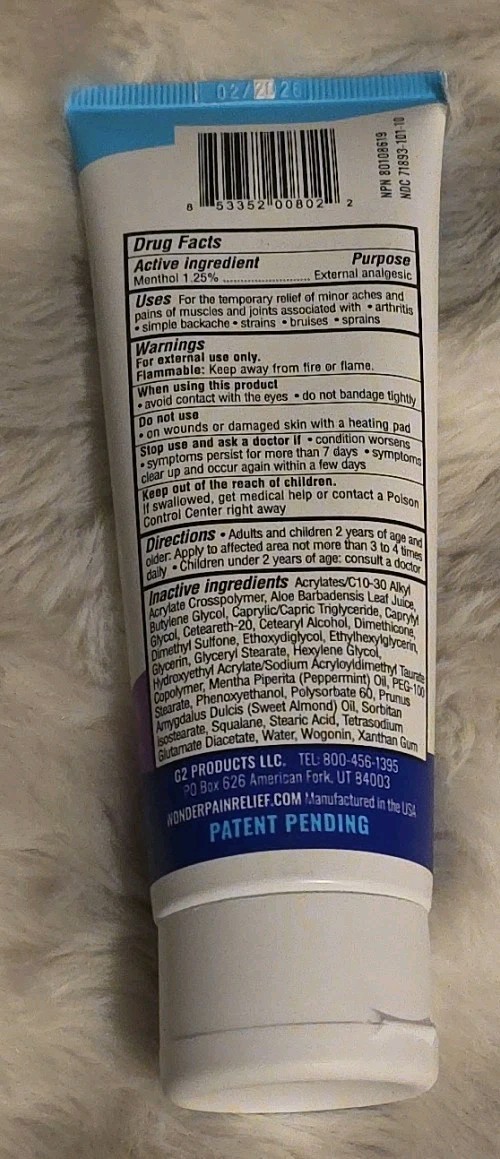 02/2026
8 53352 00802 2
NPN 80108619
NDC 71893-101-10
Drug Facts
Active ingredient Purpose
Menthol 1.25% ........................ External analgesic
Uses For the temporary relief of minor aches and
pains of muscles and joints associated with • arthritis
• simple backache • strains • bruises • sprains
Warnings
For external use only.
Flammable: Keep away from fire or flame.
When using this product
• avoid contact with the eyes • do not bandage tightly
Do not use
• on wounds or damaged skin with a heating pad
Stop use and ask a doctor if • condition worsens
• symptoms persist for more than 7 days • symptoms
clear up and occur again within a few days
Keep out of the reach of children.
If swallowed, get medical help or contact a Poison
Control Center right away
Directions • Adults and children 2 years of age and
older: Apply to affected area not more than 3 to 4 times
daily • Children under 2 years of age: consult a doctor
Inactive ingredients Acrylates/C10-30 Alkyl
Acrylate Crosspolymer, Aloe Barbadensis Leaf Juice,
Butylene Glycol, Caprylic/Capric Triglyceride, Caprylyl
Glycol, Ceteareth-20, Cetearyl Alcohol, Dimethicone,
Dimethyl Sulfone, Ethoxydiglycol, Ethylhexylglycerin,
Glycerin, Glyceryl Stearate, Hexylene Glycol,
Hydroxyethyl Acrylate/Sodium Acryloyldimethyl Taurate
Copolymer, Mentha Piperita (Peppermint) Oil, PEG-100
Stearate, Phenoxyethanol, Polysorbate 60, Prunus
Amygdalus Dulcis (Sweet Almond) Oil, Sorbitan
Isostearate, Squalane, Stearic Acid, Tetrasodium
Glutamate Diacetate, Water, Wogonin, Xanthan Gum
G2 PRODUCTS LLC. TEL: 800-456-1395
PO Box 626 American Fork, UT 84003
WONDERPAINRELIEF.COM Manufactured in the USA
PATENT PENDING